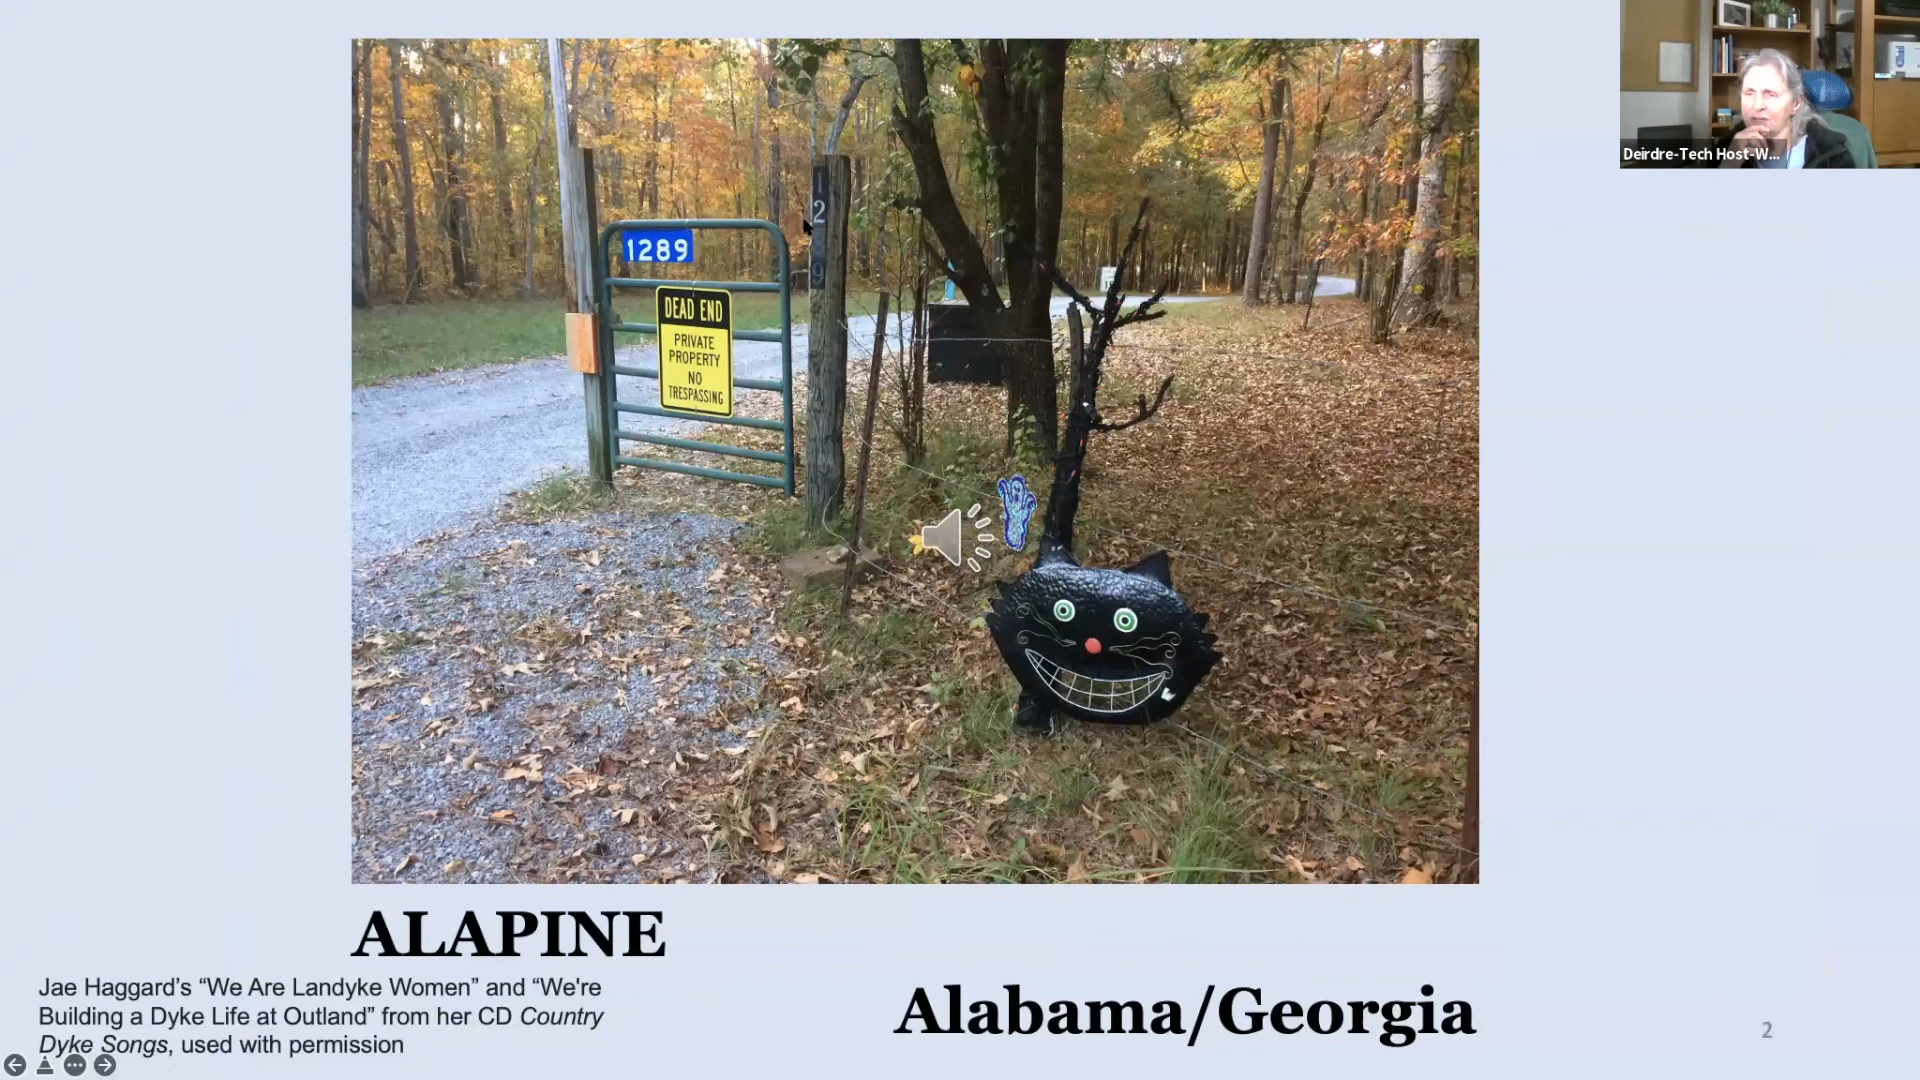 1289
DEAD END
PRIVATE
PROPERTY
NO
TRESPASSING
Deirdre-Tech Host-W...
ALAPINE
Jae Haggard’s “We Are Landyke Women” and “We're
Building a Dyke Life at Outland” from her CD Country
Dyke Songs, used with permission
Alabama/Georgia
2